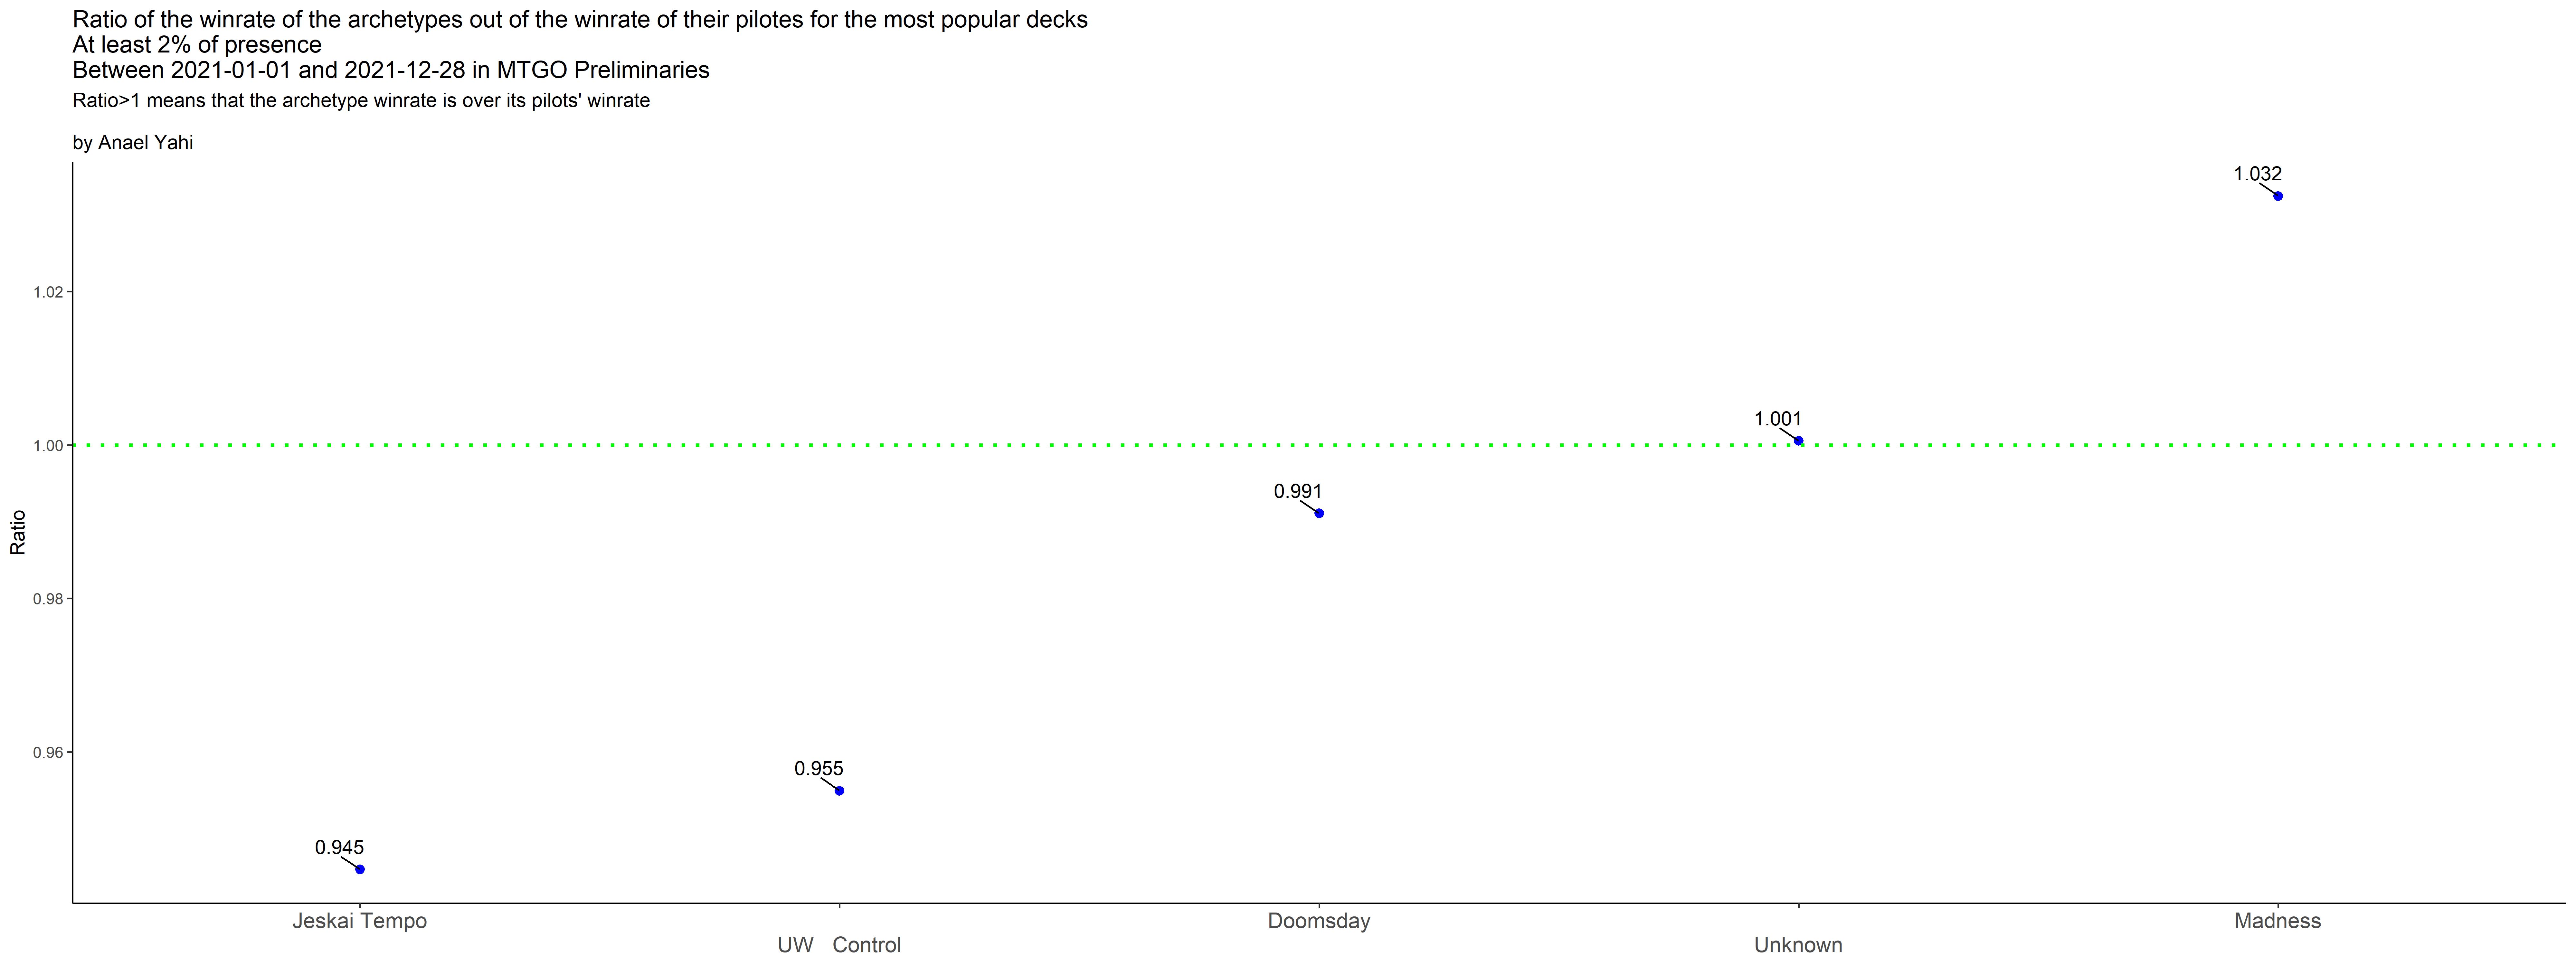 Ratio of the winrate of the archetypes out of the winrate of their pilotes for the most popular decks
At least 2% of presence
Between 2021-01-01 and 2021-12-28 in MTGO Preliminaries
Ratio>1 means that the archetype winrate is over its pilots' winrate
by Anael Yahi
1.032
1.02
1.001
1.00
0.991
Ratio
0.98
0.96
0.955
0.945
Jeskai Tempo
Doomsday
Madness
UW Control
Unknown